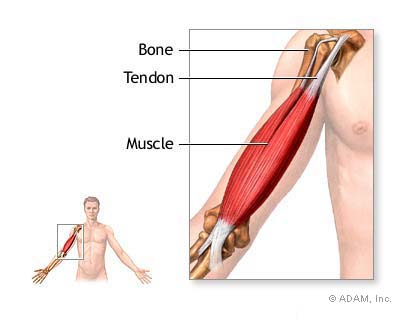 Bone
Tendon
Muscle
© ADAM, Inc.